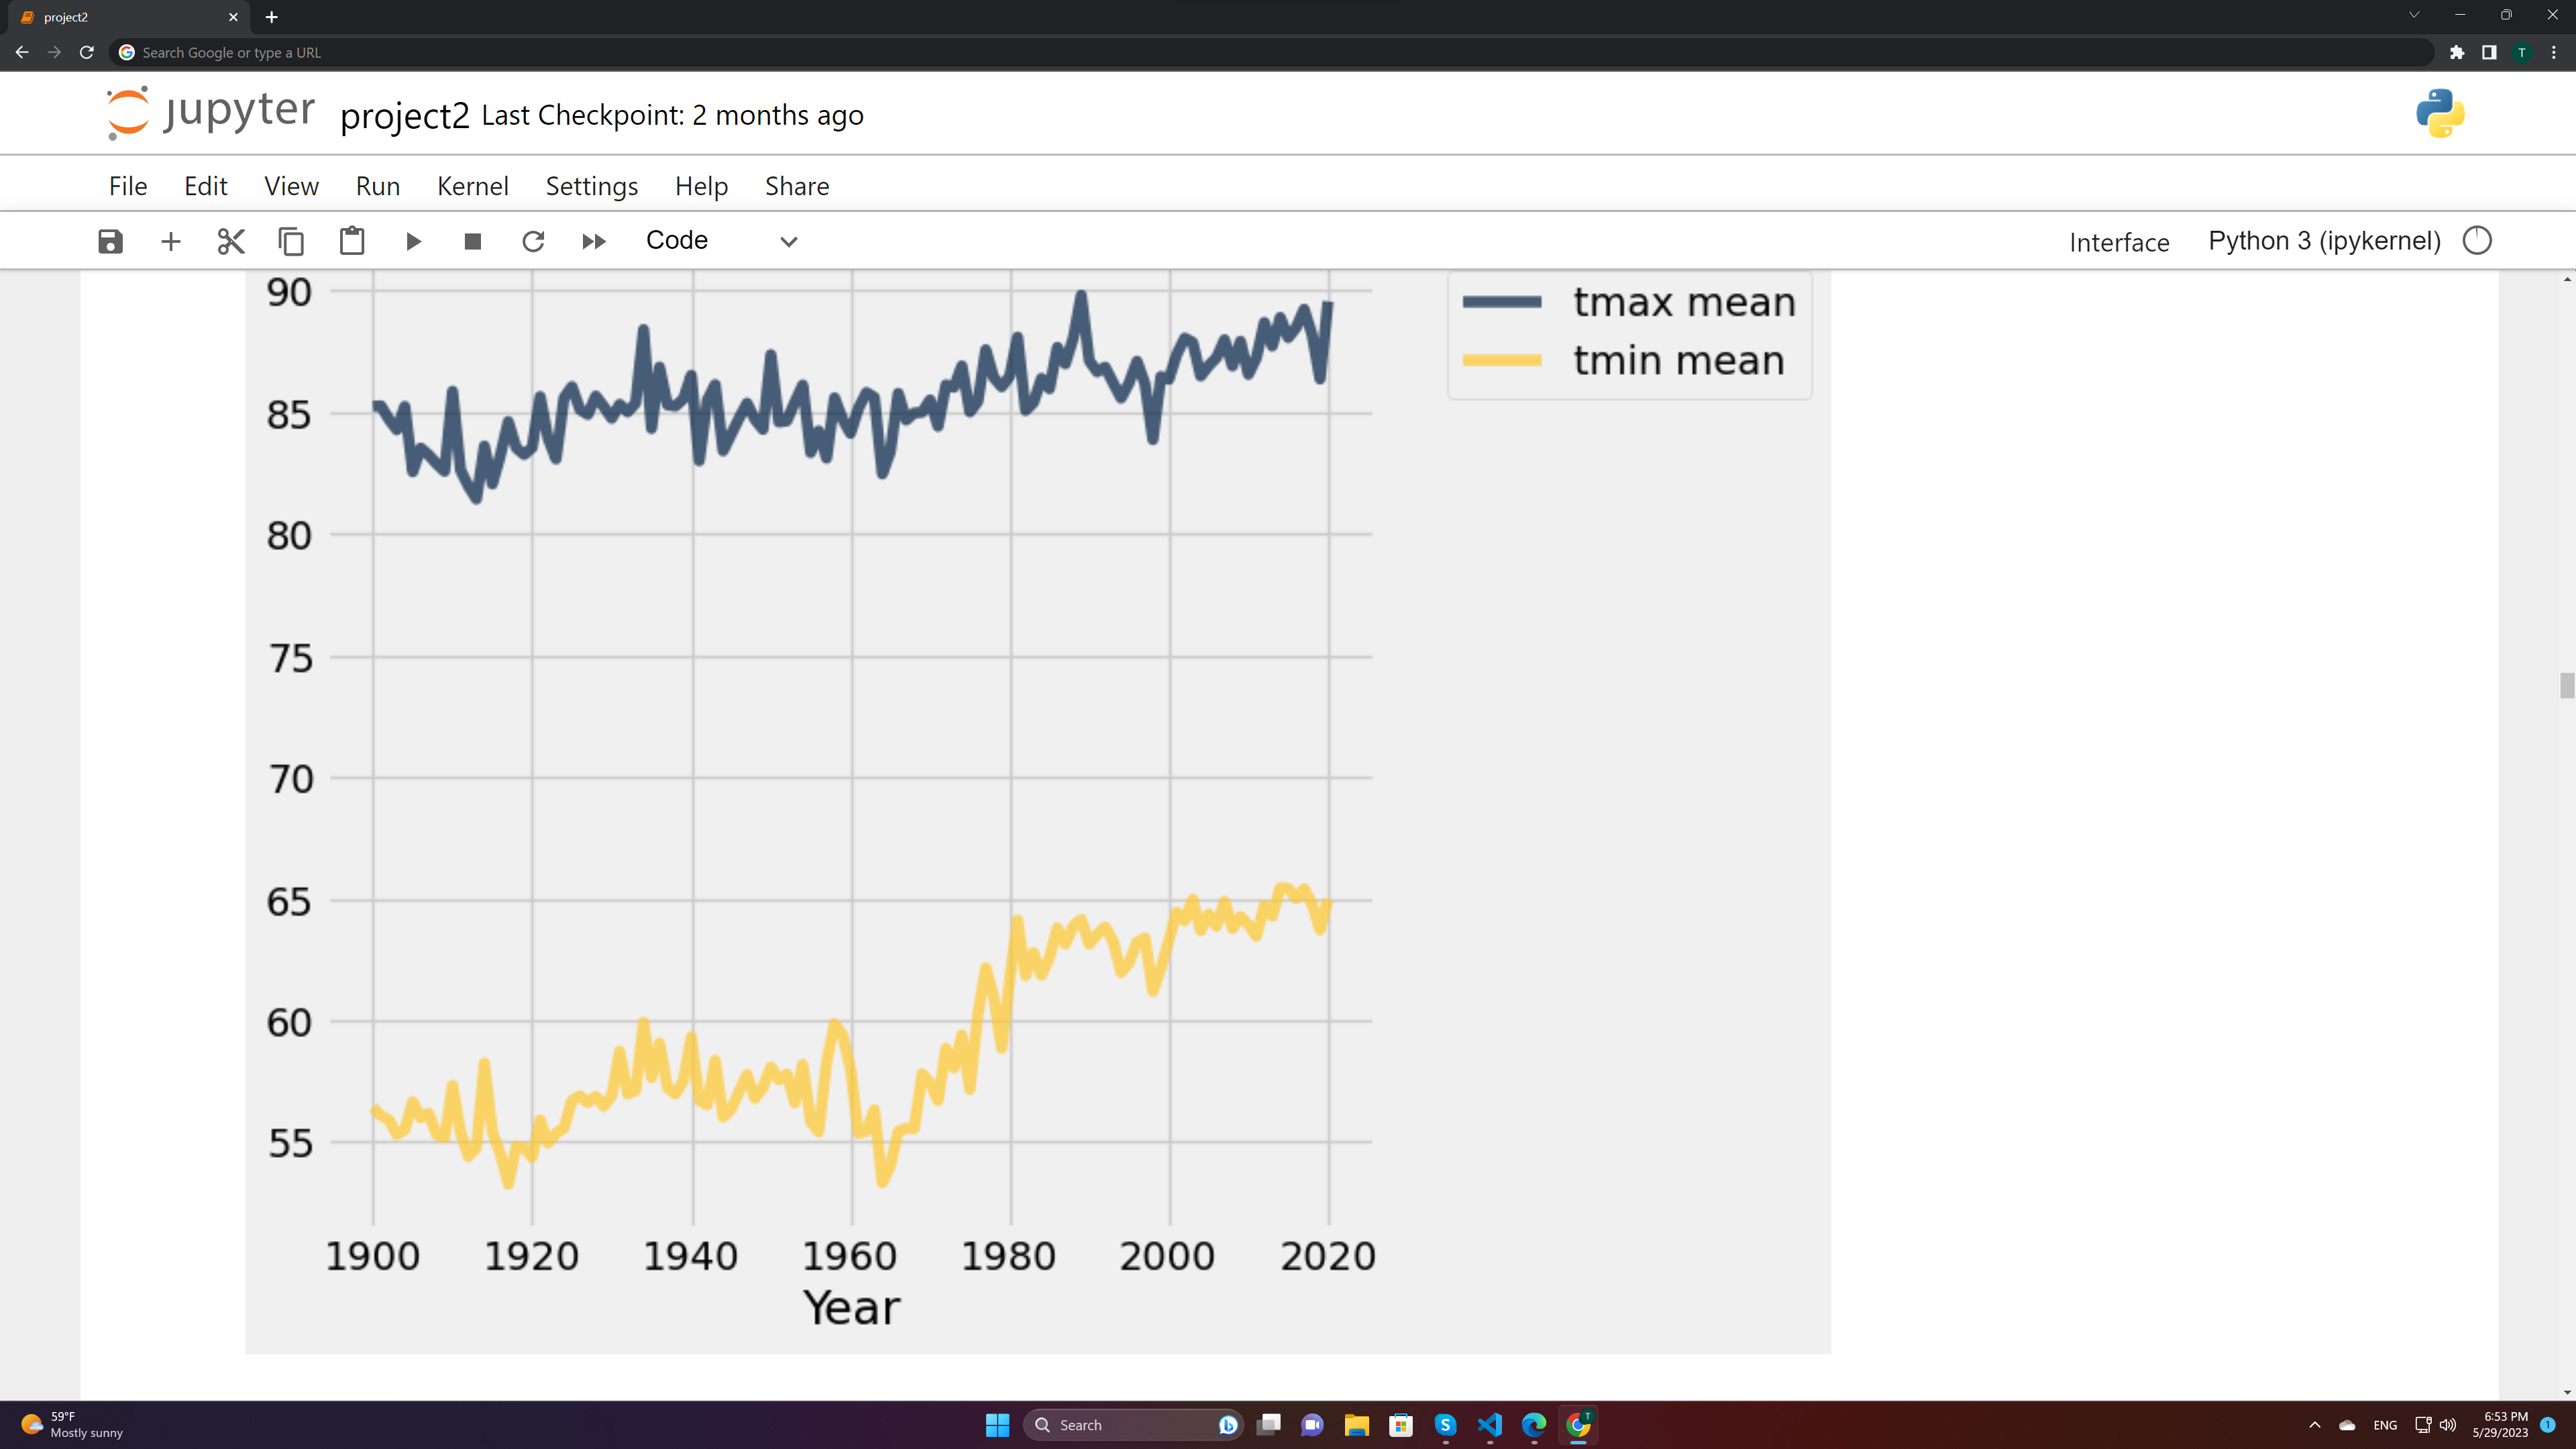 project2
Search Google or type a URL
T
jupyter project2 Last Checkpoint: 2 months ago
File Edit View Run Kernel Settings Help Share
Code
Interface Python 3 (ipykernel)
90
85
80
75
70
65
60
55
tmax mean
tmin mean
1900 1920 1940 1960 1980 2000 2020
Year
59°F
Mostly sunny
Search
T
ENG
6:53 PM
5/29/2023
1